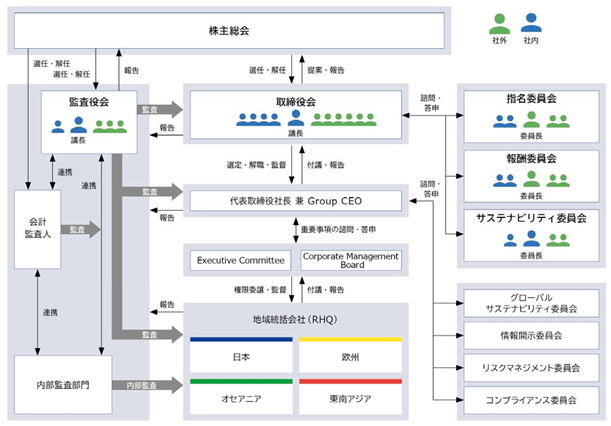 株主総会
社外
社内
選任・解任
選任・解任
報告
選任・解任
提案・報告
監査役会
議長
監査
報告
取締役会
議長
諮問・
答申
指名委員会
委員長
報酬委員会
委員長
サステナビリティ委員会
委員長
連携
連携
選定・解職・監督
付議・報告
諮問・
答申
会計
監査人
監査
監査
報告
代表取締役社長 兼 Group CEO
重要事項の諮問・答申
Executive Committee
Corporate Management
Board
権限委譲・監督
付議・報告
連携
報告
監査
地域統括会社(RHQ)
日本
欧州
オセアニア
東南アジア
内部監査部門
内部監査
グローバル
サステナビリティ委員会
情報開示委員会
リスクマネジメント委員会
コンプライアンス委員会